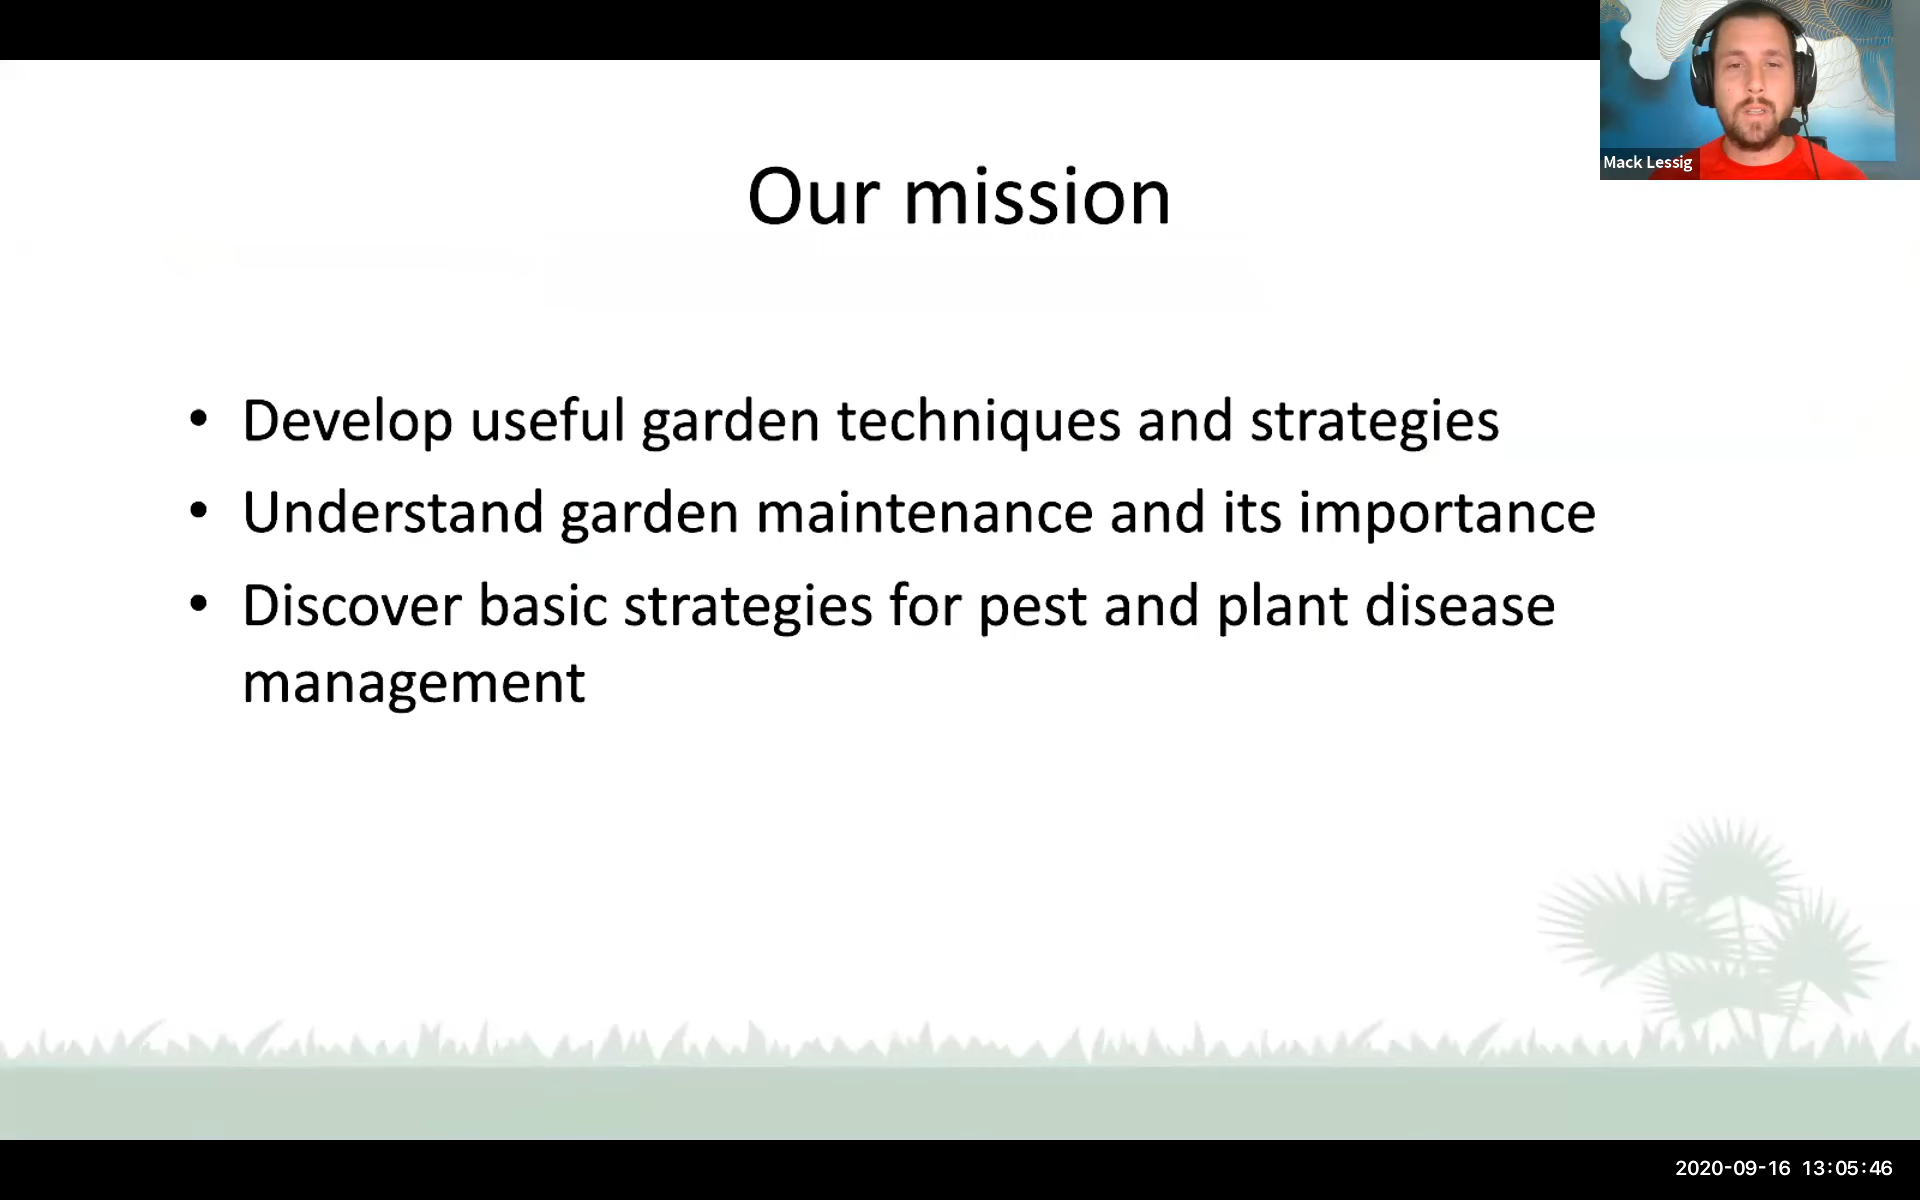 Mack Lessig
Our mission
• Develop useful garden techniques and strategies
• Understand garden maintenance and its importance
• Discover basic strategies for pest and plant disease
management
2020-09-16 13:05:46